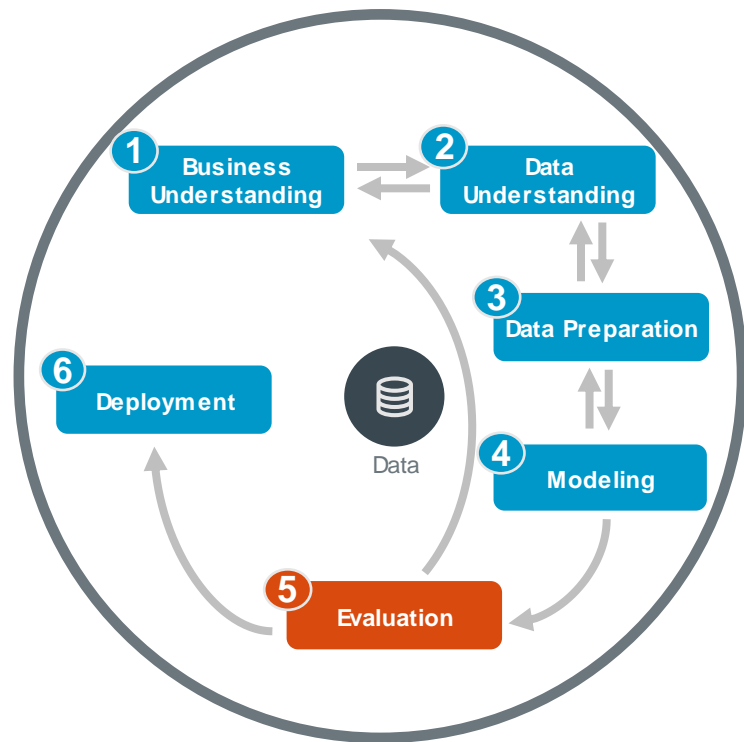 1
Business
Understanding
2
Data
Understanding
3
Data Preparation
4
Modeling
5
Evaluation
6
Deployment
Data